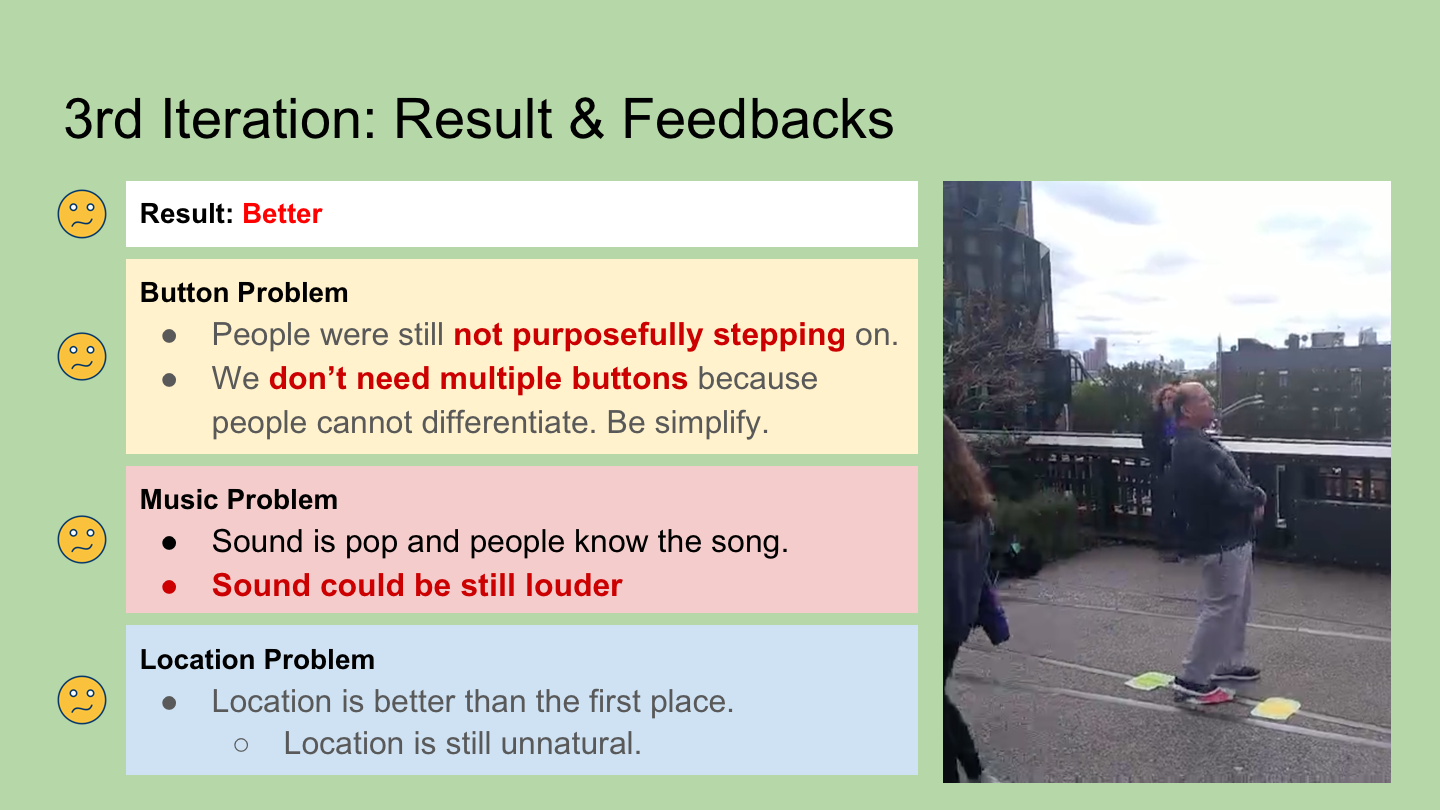 3rd Iteration: Result & Feedbacks
Result: Better
Button Problem
● People were still not purposefully stepping on.
● We don’t need multiple buttons because
people cannot differentiate. Be simplify.
Music Problem
● Sound is pop and people know the song.
● Sound could be still louder
Location Problem
● Location is better than the first place.
○ Location is still unnatural.